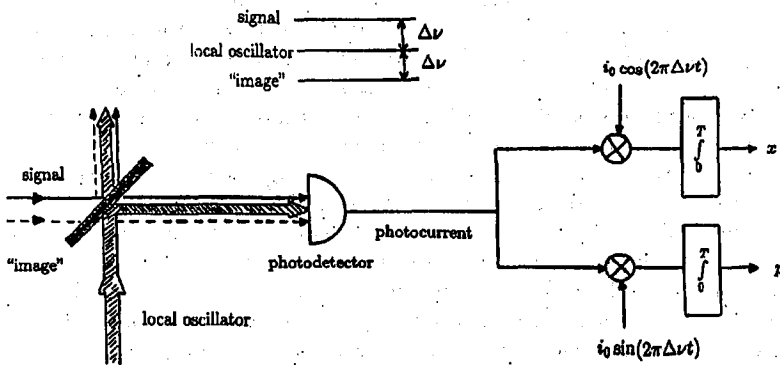 signal
Δν
local oscillator
Δν
"image"
i₀ cos(2πΔνt)
T
∫
0
x
signal
photocurrent
photodetector
"image"
T
∫
0
local oscillator
i₀ sin(2πΔνt)